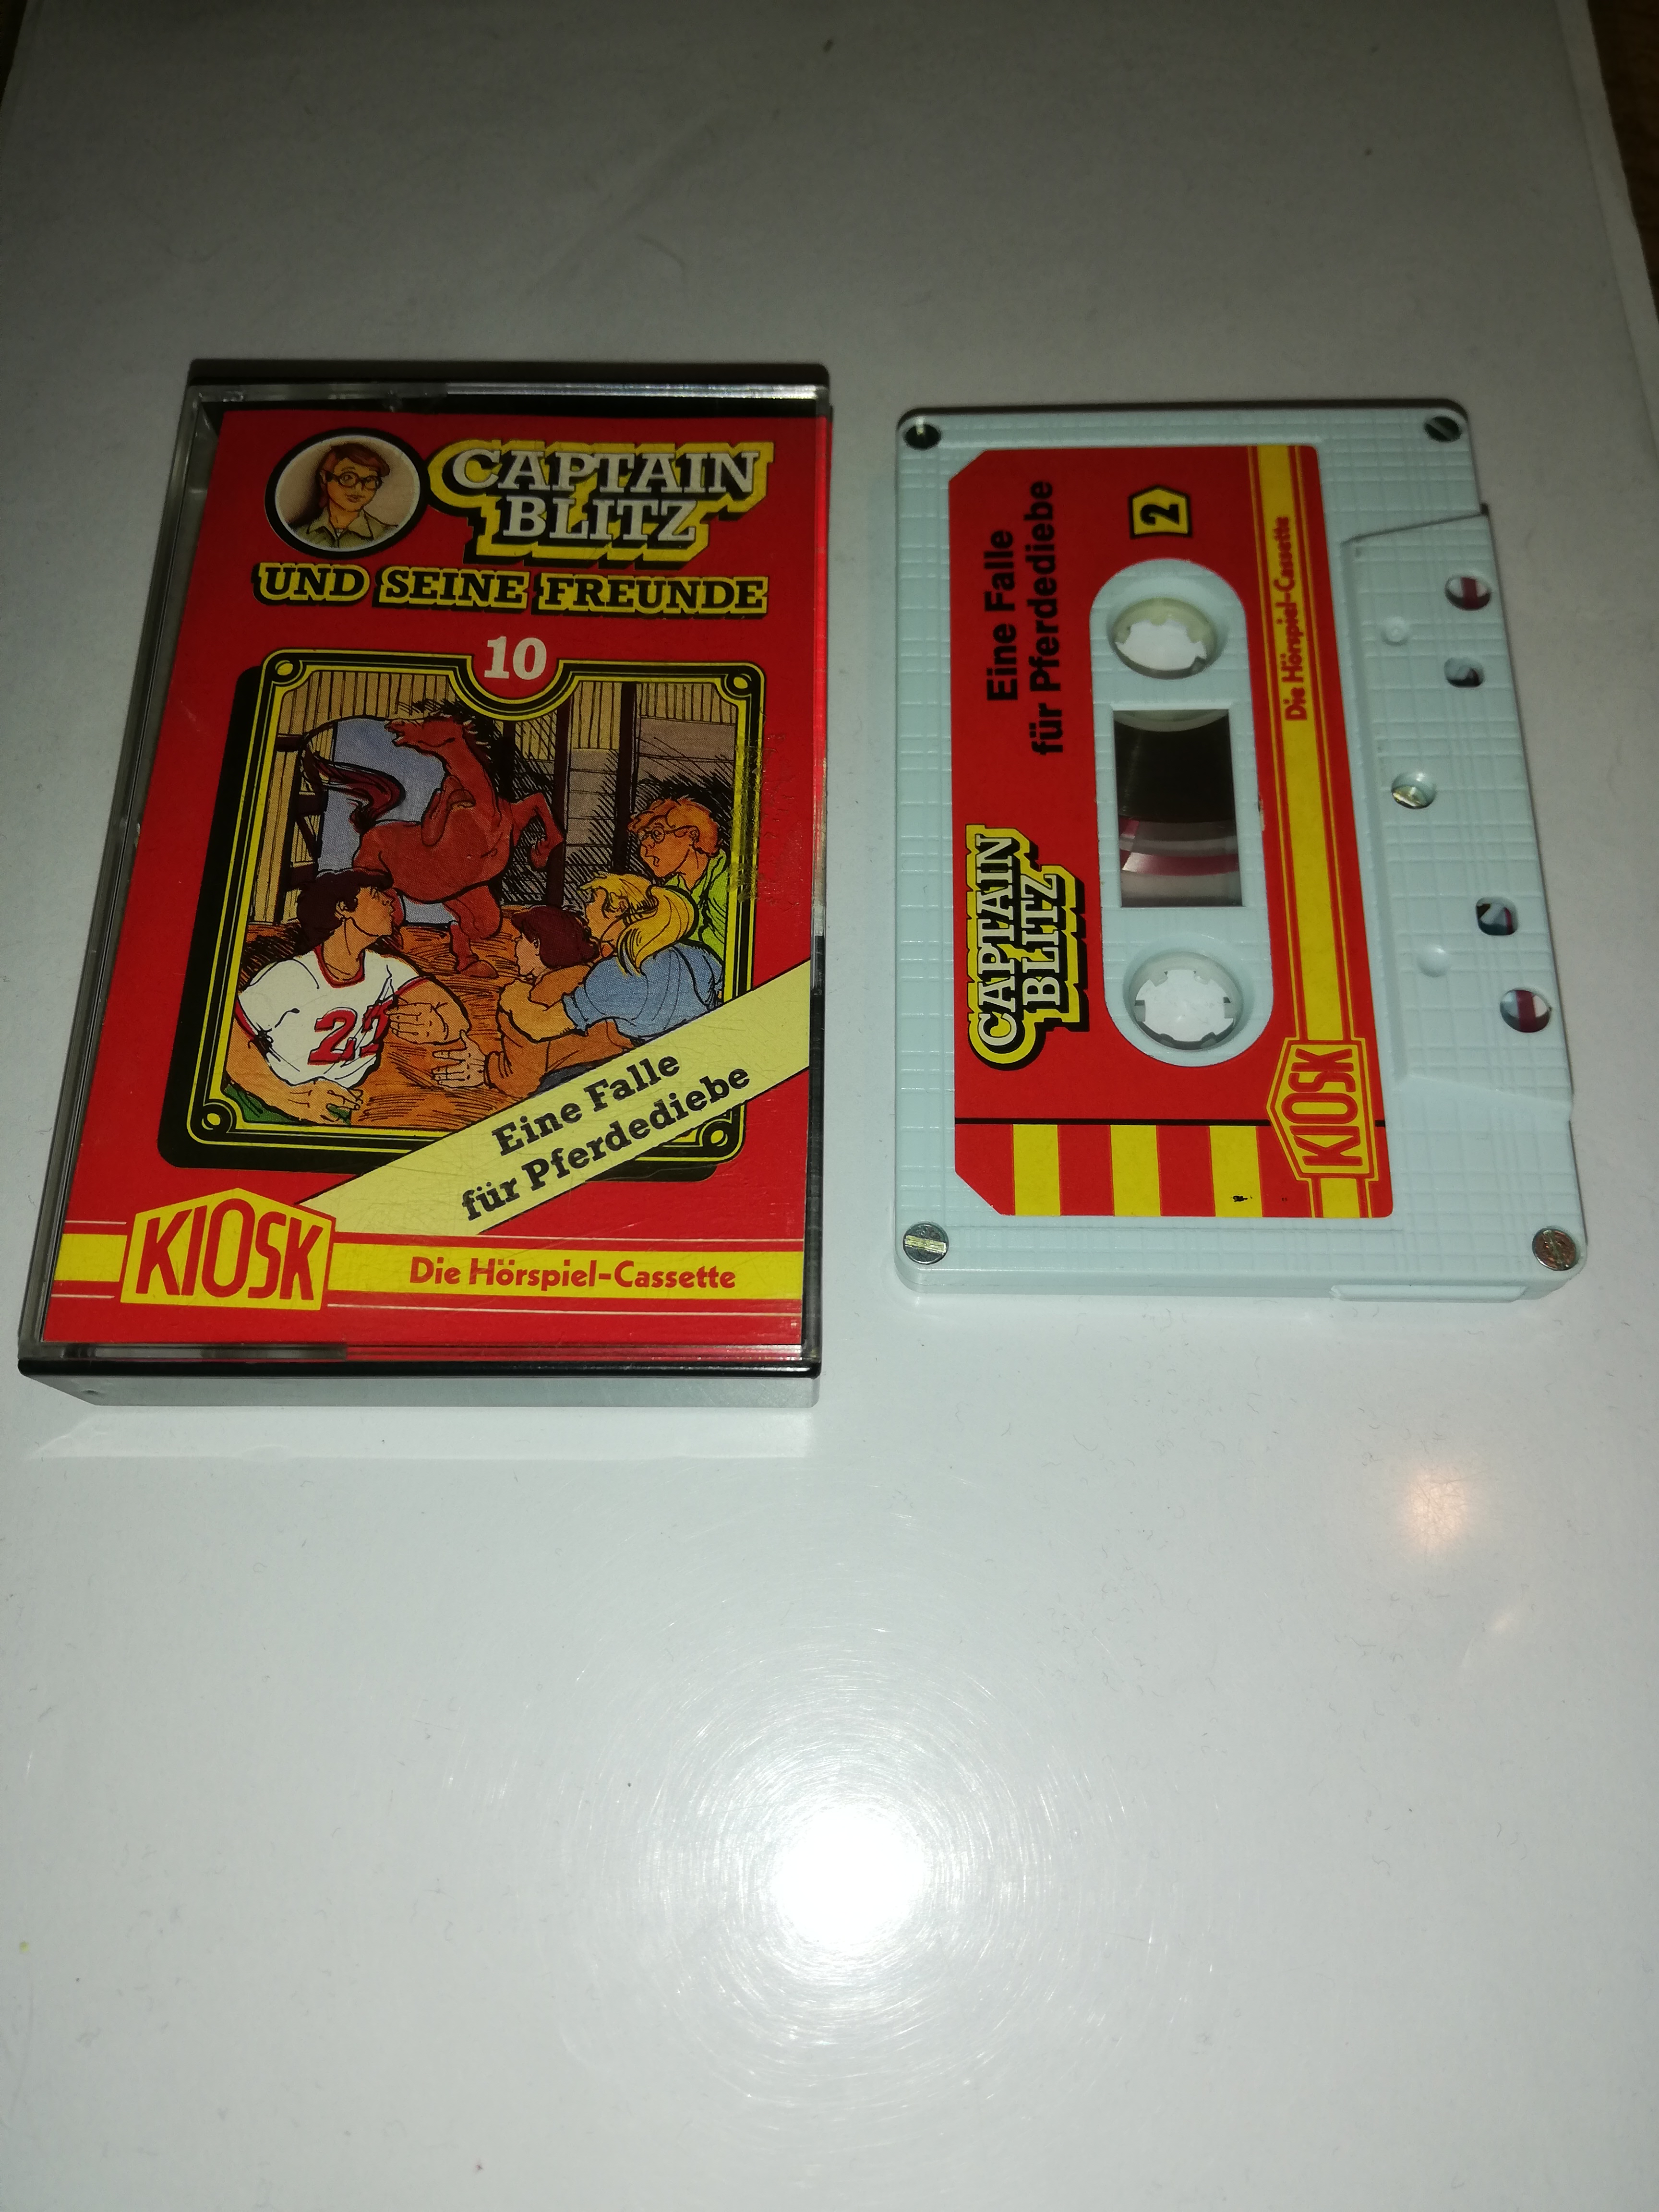 CAPTAIN
BLITZ
UND SEINE FREUNDE
10
22
Eine Falle
für Pferdediebe
KIOSK
Die Hörspiel-Cassette
CAPTAIN
BLITZ
Eine Falle
für Pferdediebe
2
KIOSK
Die Hörspiel-Cassette